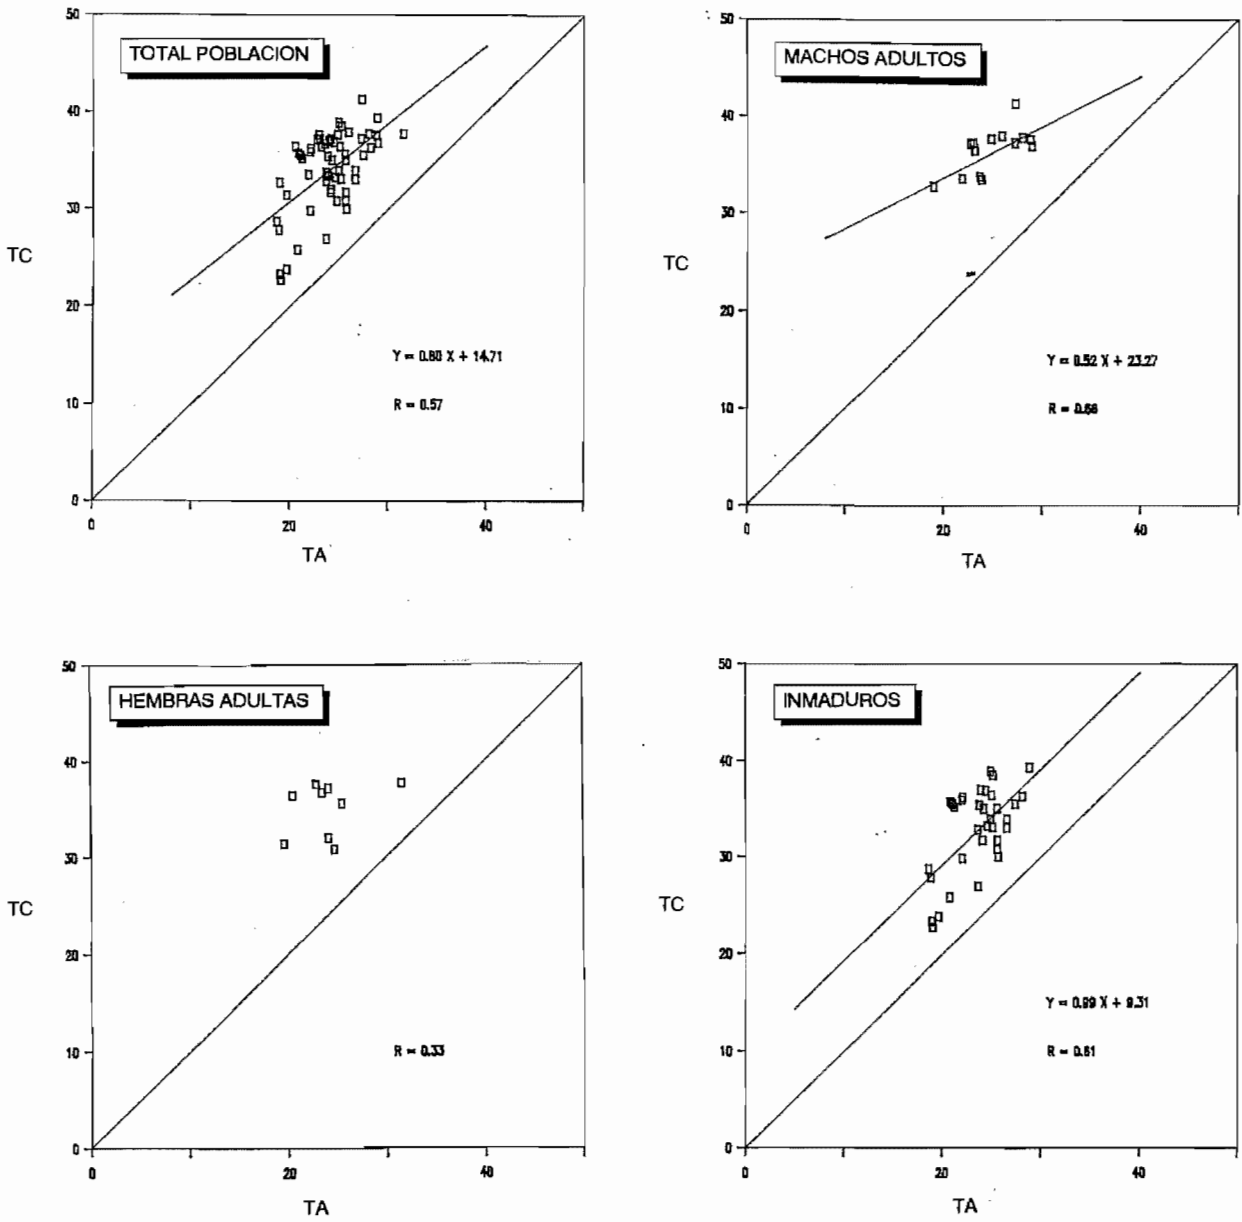 TOTAL POBLACION
50
40
30
20
10
0
TC
Y = 0.80 X + 14.71
R = 0.57
0
20
40
TA
MACHOS ADULTOS
50
40
30
20
10
0
TC
Y = 0.52 X + 23.27
R = 0.66
0
20
40
TA
HEMBRAS ADULTAS
50
40
30
20
10
0
TC
R = 0.33
0
20
40
TA
INMADUROS
50
40
30
20
10
0
TC
Y = 0.99 X + 9.31
R = 0.61
0
20
40
TA